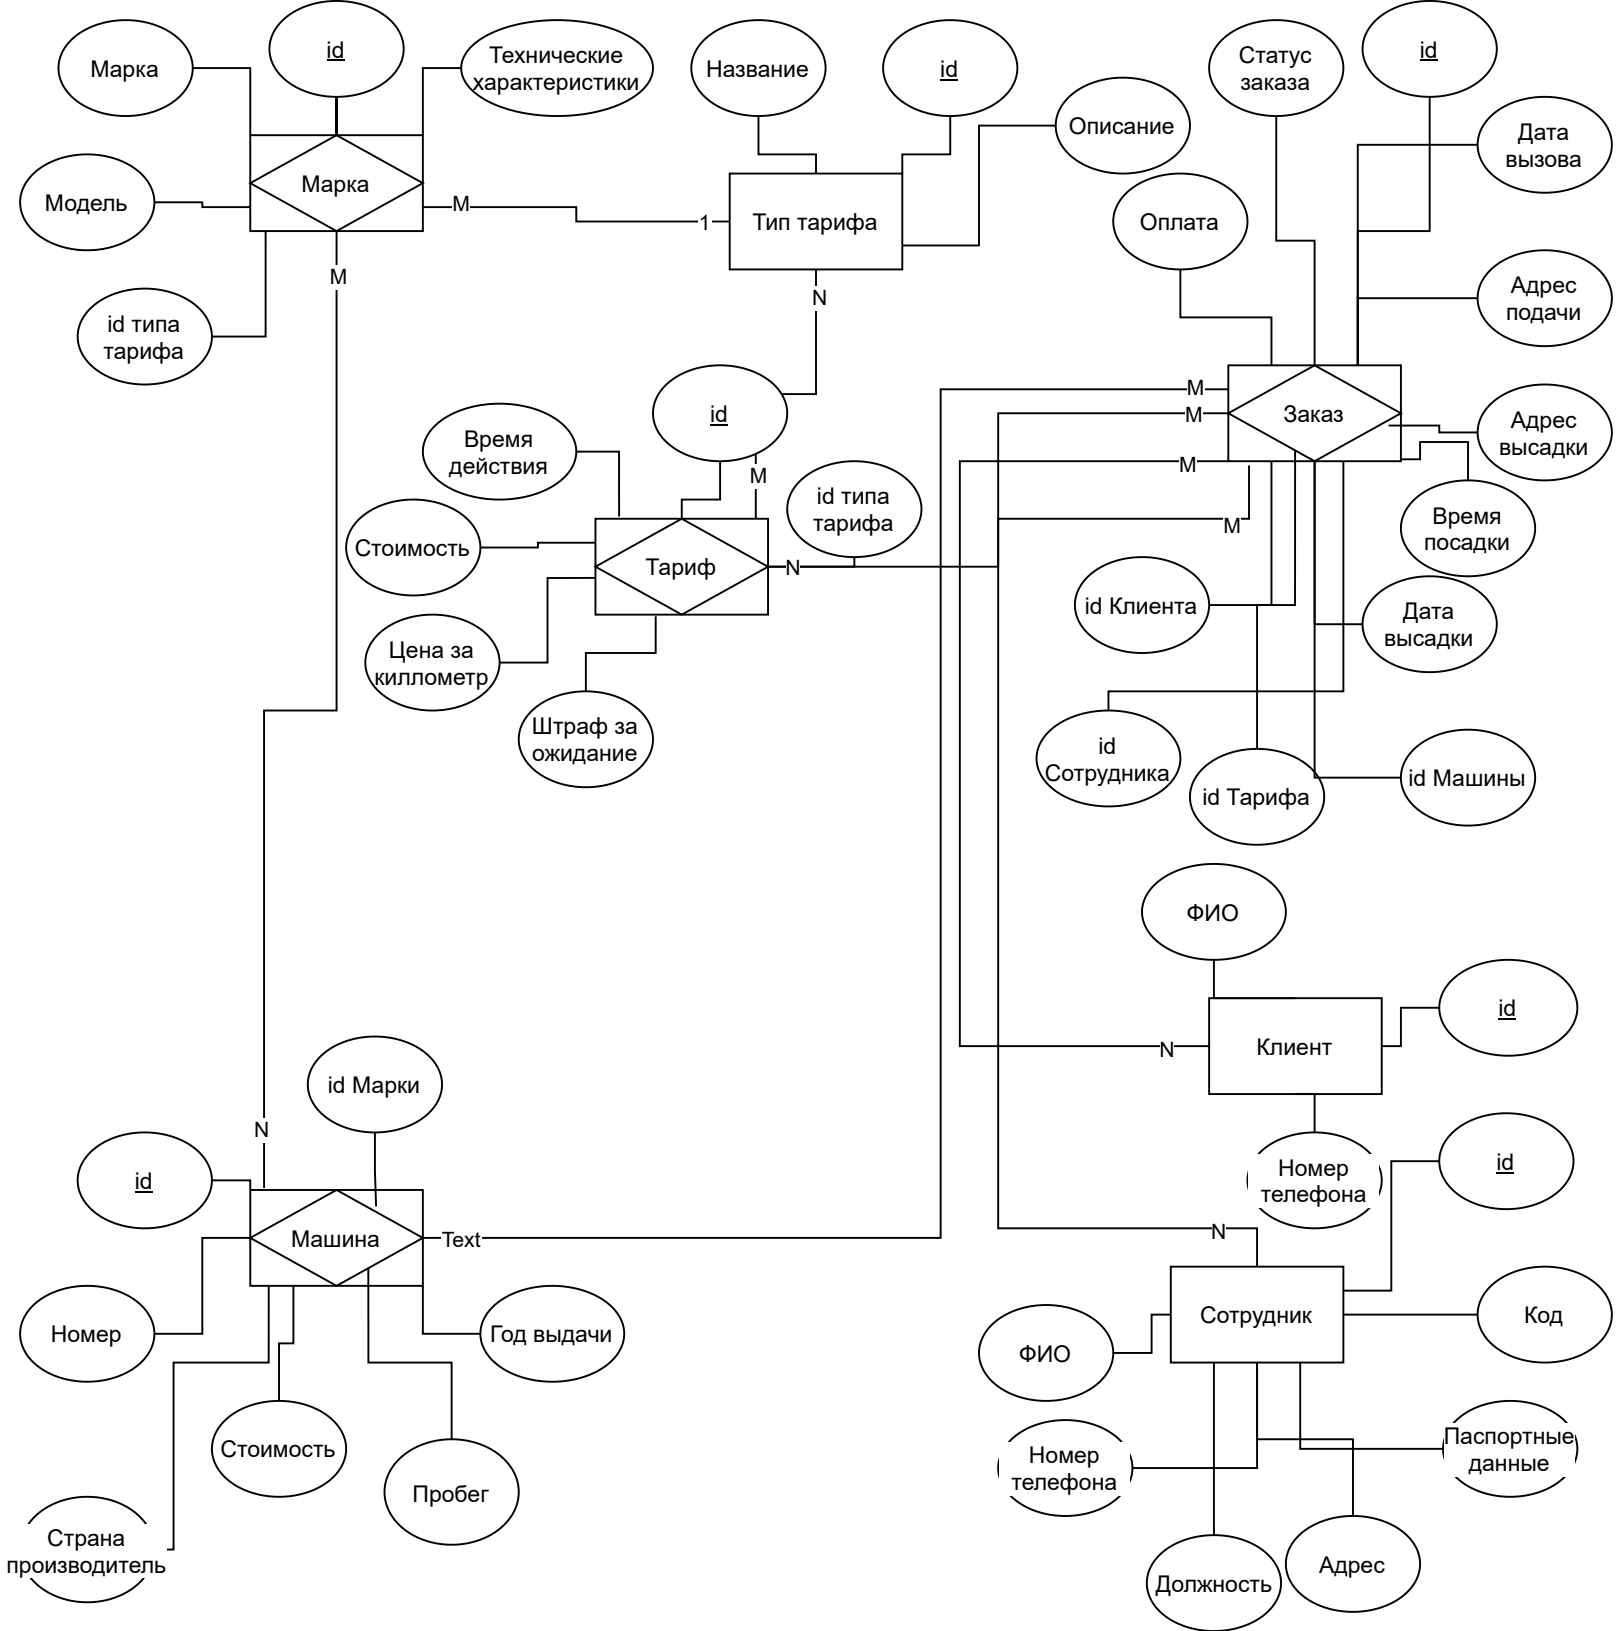 id
Марка
Технические
характеристики
Название
id
Статус
заказа
id
Описание
Дата
вызова
Марка
Модель
М
1
Тип тарифа
Оплата
М
N
Адрес
подачи
id типа
тарифа
id
М
М
Заказ
Адрес
высадки
Время
действия
М
М
id типа
тарифа
М
Время
посадки
Стоимость
Тариф
N
id Клиента
Дата
высадки
Цена за
киллометр
Штраф за
ожидание
id
Сотрудника
id Тарифа
id Машины
ФИО
id
N
Клиент
id Марки
N
id
Номер
телефона
id
Машина
Text
N
Номер
Год выдачи
Сотрудник
Код
ФИО
Стоимость
Пробег
Номер
телефона
Паспортные
данные
Страна
производитель
Должность
Адрес